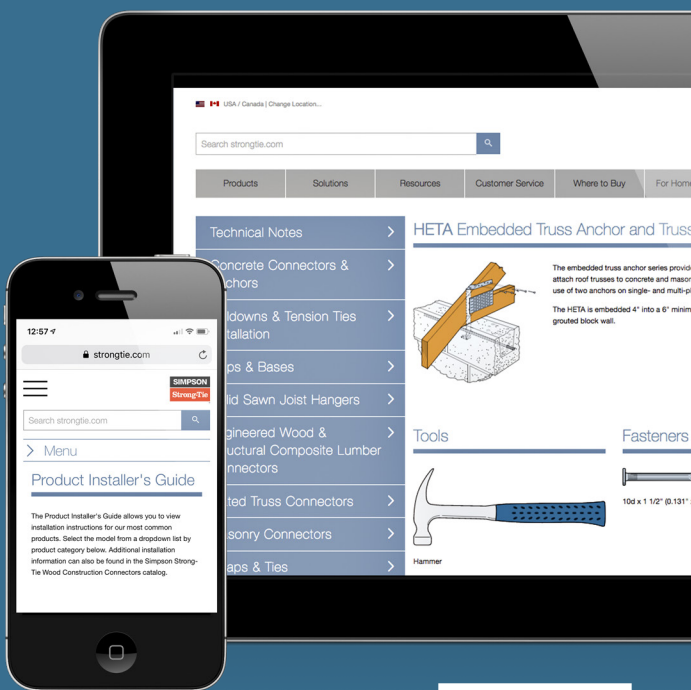 USA / Canada | Change Location...
Search strongtie.com
Products
Solutions
Resources
Customer Service
Where to Buy
For Home
Technical Notes
Concrete Connectors &
chors
ldowns & Tension Ties
tallation
ps & Bases
lid Sawn Joist Hangers
gineered Wood &
uctural Composite Lumber
nnectors
ted Truss Connectors
sonry Connectors
aps & Ties
HETA Embedded Truss Anchor and Truss
The embedded truss anchor series provid
attach roof trusses to concrete and mason
use of two anchors on single- and multi-pl
The HETA is embedded 4" into a 6" minim
grouted block wall.
Tools
Hammer
Fasteners
10d x 1 1/2" (0.131"
12:57
strongtie.com
SIMPSON
Strong-Tie
Search strongtie.com
Menu
Product Installer's Guide
The Product Installer's Guide allows you to view
installation instructions for our most common
products. Select the model from a dropdown list by
product category below. Additional installation
information can also be found in the Simpson Strong-
Tie Wood Construction Connectors catalog.